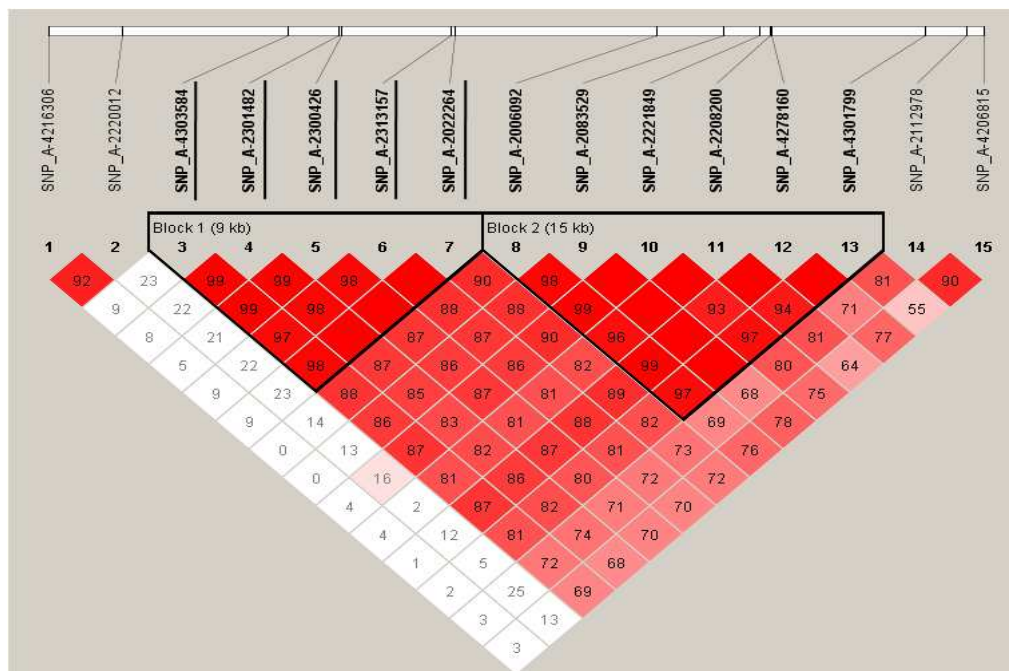 SNP_A-4216306
SNP_A-2220012
SNP_A-4303584
SNP_A-2301482
SNP_A-2300426
SNP_A-2313157
SNP_A-2022264
SNP_A-2006092
SNP_A-2083529
SNP_A-2221849
SNP_A-2208200
SNP_A-4278160
SNP_A-4301799
SNP_A-2112978
SNP_A-4206815
Block 1 (9 kb) Block 2 (15 kb)
1 2 3 4 5 6 7 8 9 10 11 12 13 14 15
92 23 99 99 98 90 98 81 90
9 22 99 98 88 88 99 93 94 71 55
8 21 97 87 87 90 96 97 81 77
5 22 98 87 86 86 82 99 80 64
9 23 88 85 87 81 89 97 68 75
9 14 86 83 81 88 82 69 78
0 13 87 82 87 81 73 76
0 16 81 86 80 72 72
4 2 87 82 71 70
4 12 81 74 70
1 5 72 68
2 25 69
3 13
3